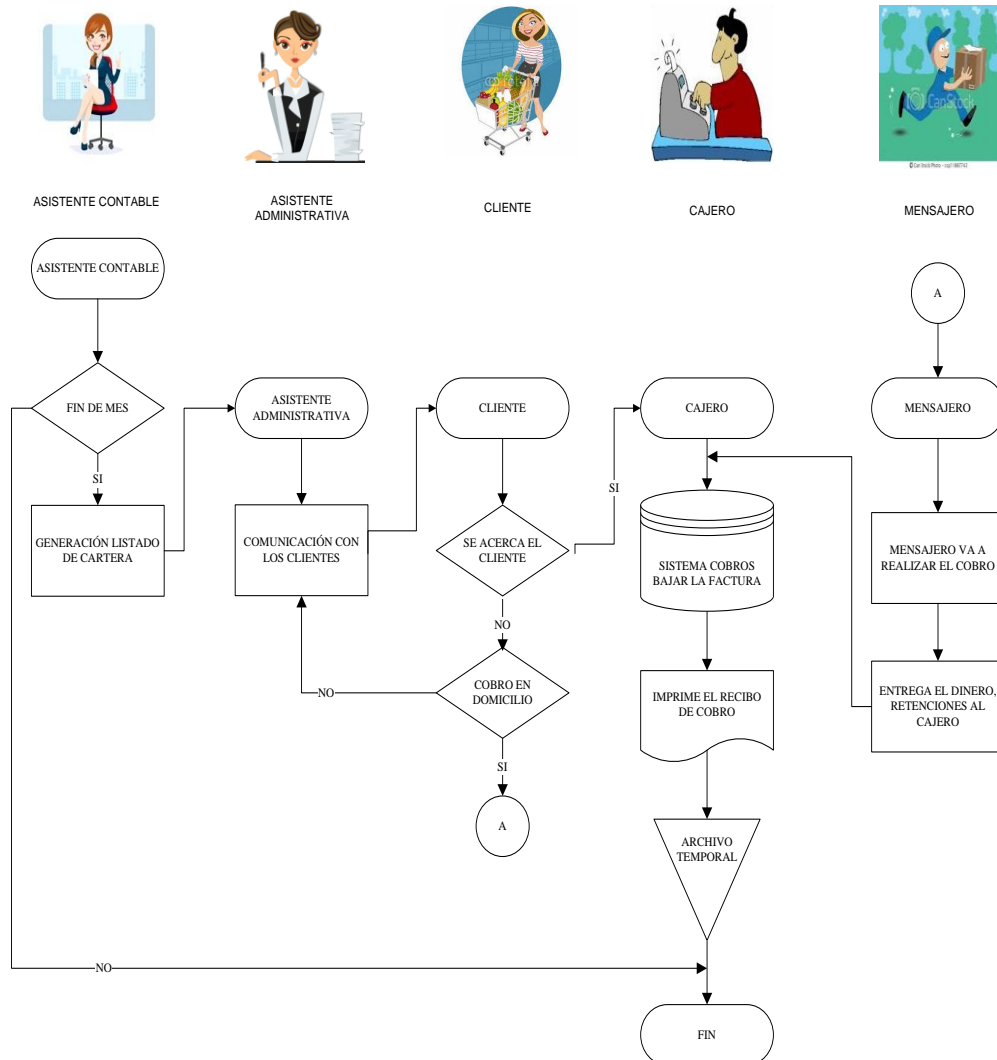 ASISTENTE CONTABLE
ASISTENTE
ADMINISTRATIVA
CLIENTE
CAJERO
MENSAJERO
ASISTENTE CONTABLE
A
FIN DE MES
ASISTENTE
ADMINISTRATIVA
CLIENTE
CAJERO
MENSAJERO
SI
SI
GENERACIÓN LISTADO
DE CARTERA
COMUNICACIÓN CON
LOS CLIENTES
SE ACERCA EL
CLIENTE
SISTEMA COBROS
BAJAR LA FACTURA
MENSAJERO VA A
REALIZAR EL COBRO
NO
COBRO EN
DOMICILIO
NO
IMPRIME EL RECIBO
DE COBRO
ENTREGA EL DINERO,
RETENCIONES AL
CAJERO
SI
A
ARCHIVO
TEMPORAL
NO
FIN